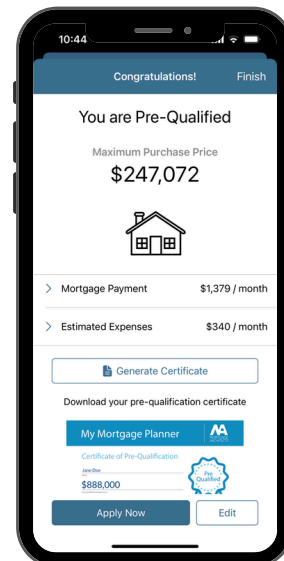 10:44
Congratulations! Finish
You are Pre-Qualified
Maximum Purchase Price
$247,072
Mortgage Payment $1,379 / month
Estimated Expenses $340 / month
Generate Certificate
Download your pre-qualification certificate
My Mortgage Planner
Certificate of Pre-Qualification
Jane Doe
$888,000
Pre
Qualified
Apply Now Edit